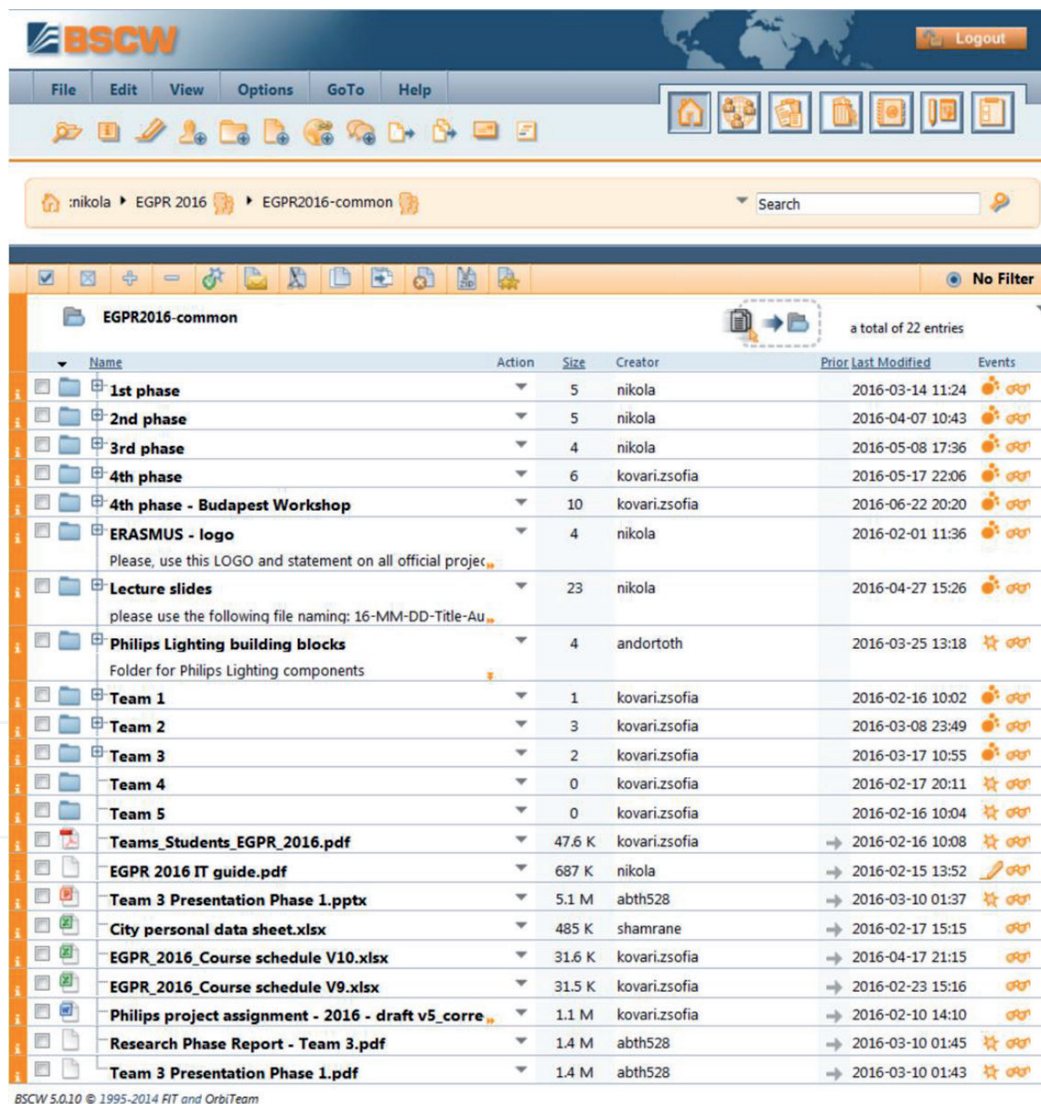 BSCW
Logout
File Edit View Options GoTo Help
:nikola EGPR 2016 EGPR2016-common Search
No Filter
EGPR2016-common a total of 22 entries
Name Action Size Creator Prior Last Modified Events
1st phase 5 nikola 2016-03-14 11:24
2nd phase 5 nikola 2016-04-07 10:43
3rd phase 4 nikola 2016-05-08 17:36
4th phase 6 kovari.zsofia 2016-05-17 22:06
4th phase - Budapest Workshop 10 kovari.zsofia 2016-06-22 20:20
ERASMUS - logo 4 nikola 2016-02-01 11:36
Please, use this LOGO and statement on all official projec
Lecture slides 23 nikola 2016-04-27 15:26
please use the following file naming: 16-MM-DD-Title-Au
Philips Lighting building blocks 4 andortoth 2016-03-25 13:18
Folder for Philips Lighting components
Team 1 1 kovari.zsofia 2016-02-16 10:02
Team 2 3 kovari.zsofia 2016-03-08 23:49
Team 3 2 kovari.zsofia 2016-03-17 10:55
Team 4 0 kovari.zsofia 2016-02-17 20:11
Team 5 0 kovari.zsofia 2016-02-16 10:04
Teams_Students_EGPR_2016.pdf 47.6 K kovari.zsofia 2016-02-16 10:08
EGPR 2016 IT guide.pdf 687 K nikola 2016-02-15 13:52
Team 3 Presentation Phase 1.pptx 5.1 M abth528 2016-03-10 01:37
City personal data sheet.xlsx 485 K shamrane 2016-02-17 15:15
EGPR_2016_Course schedule V10.xlsx 31.6 K kovari.zsofia 2016-04-17 21:15
EGPR_2016_Course schedule V9.xlsx 31.5 K kovari.zsofia 2016-02-23 15:16
Philips project assignment - 2016 - draft v5_corre 1.1 M kovari.zsofia 2016-02-10 14:10
Research Phase Report - Team 3.pdf 1.4 M abth528 2016-03-10 01:45
Team 3 Presentation Phase 1.pdf 1.4 M abth528 2016-03-10 01:43
BSCW 5.0.10 © 1995-2014 FIT and OrbiTeam